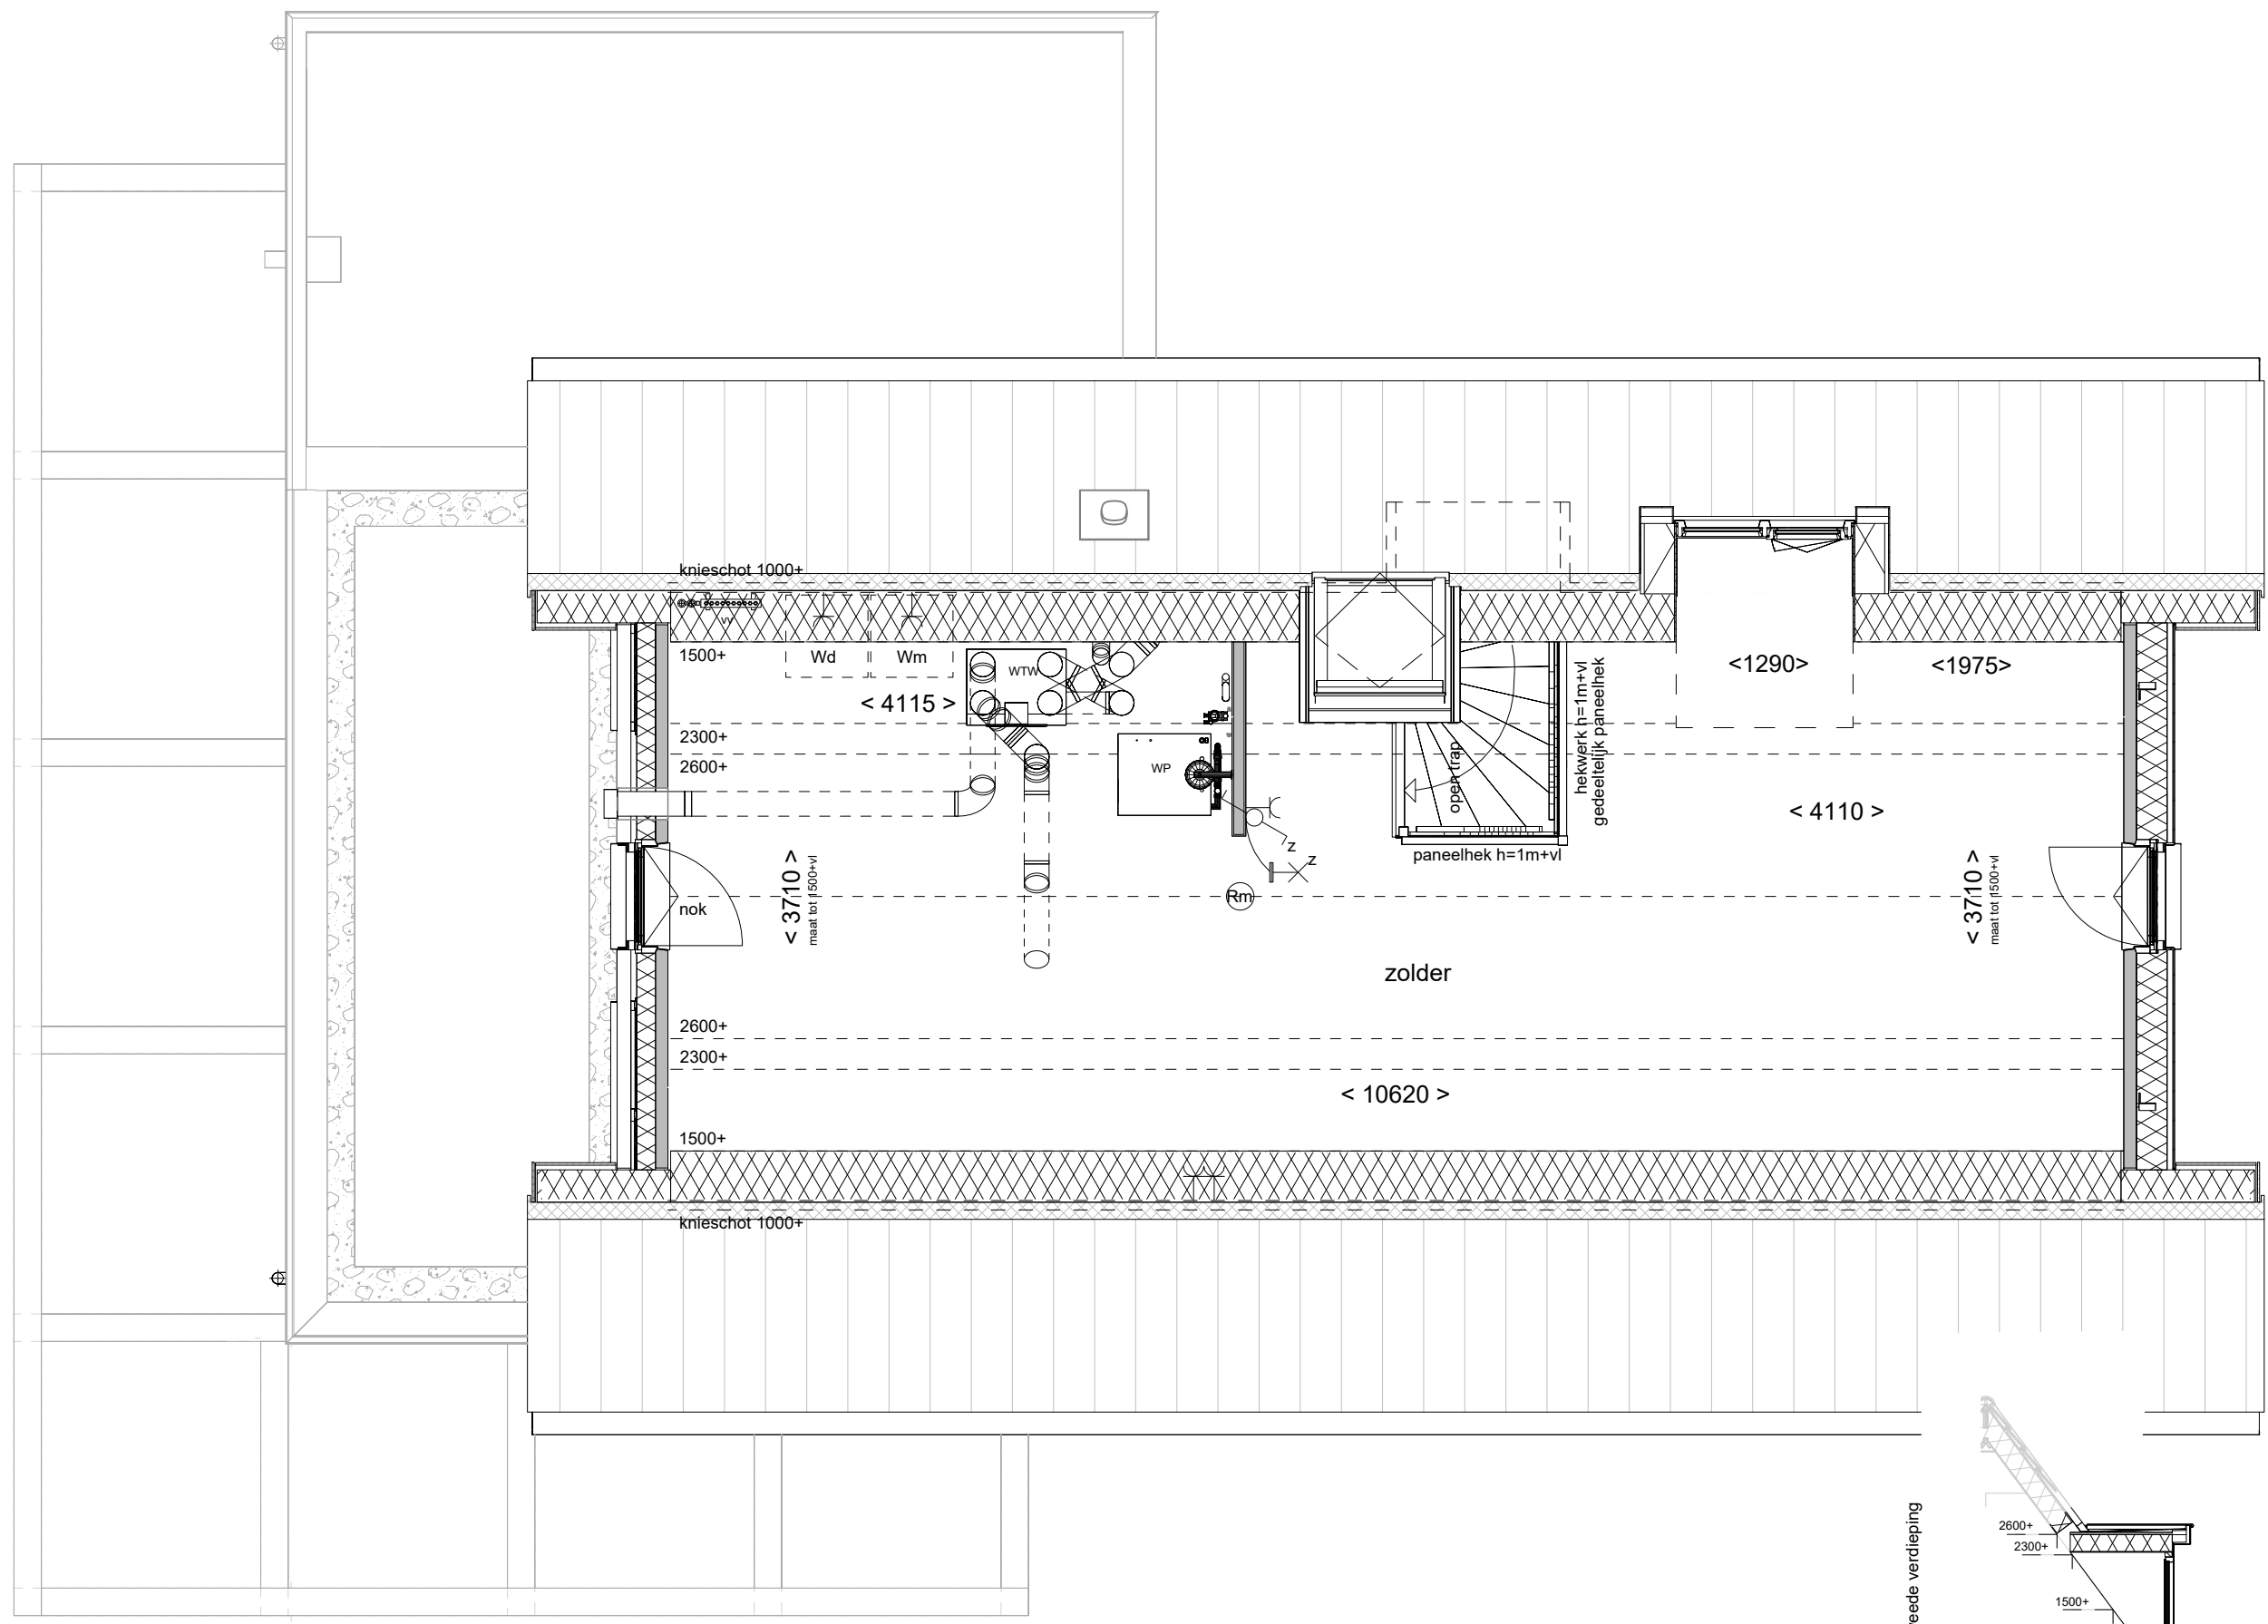 knieschot 1000+
vv
1500+
Wd
Wm
WTW
< 4115 >
<1290>
<1975>
2300+
2600+
WP
open trap
hekwerk h=1m+vl
gedeeltelijk paneelhek
< 4110 >
paneelhek h=1m+vl
z
z
< 3710 >
maat tot 1500+vl
nok
Rm
< 3710 >
maat tot 1500+vl
zolder
2600+
2300+
< 10620 >
1500+
knieschot 1000+
2600+
2300+
1500+
eede verdieping